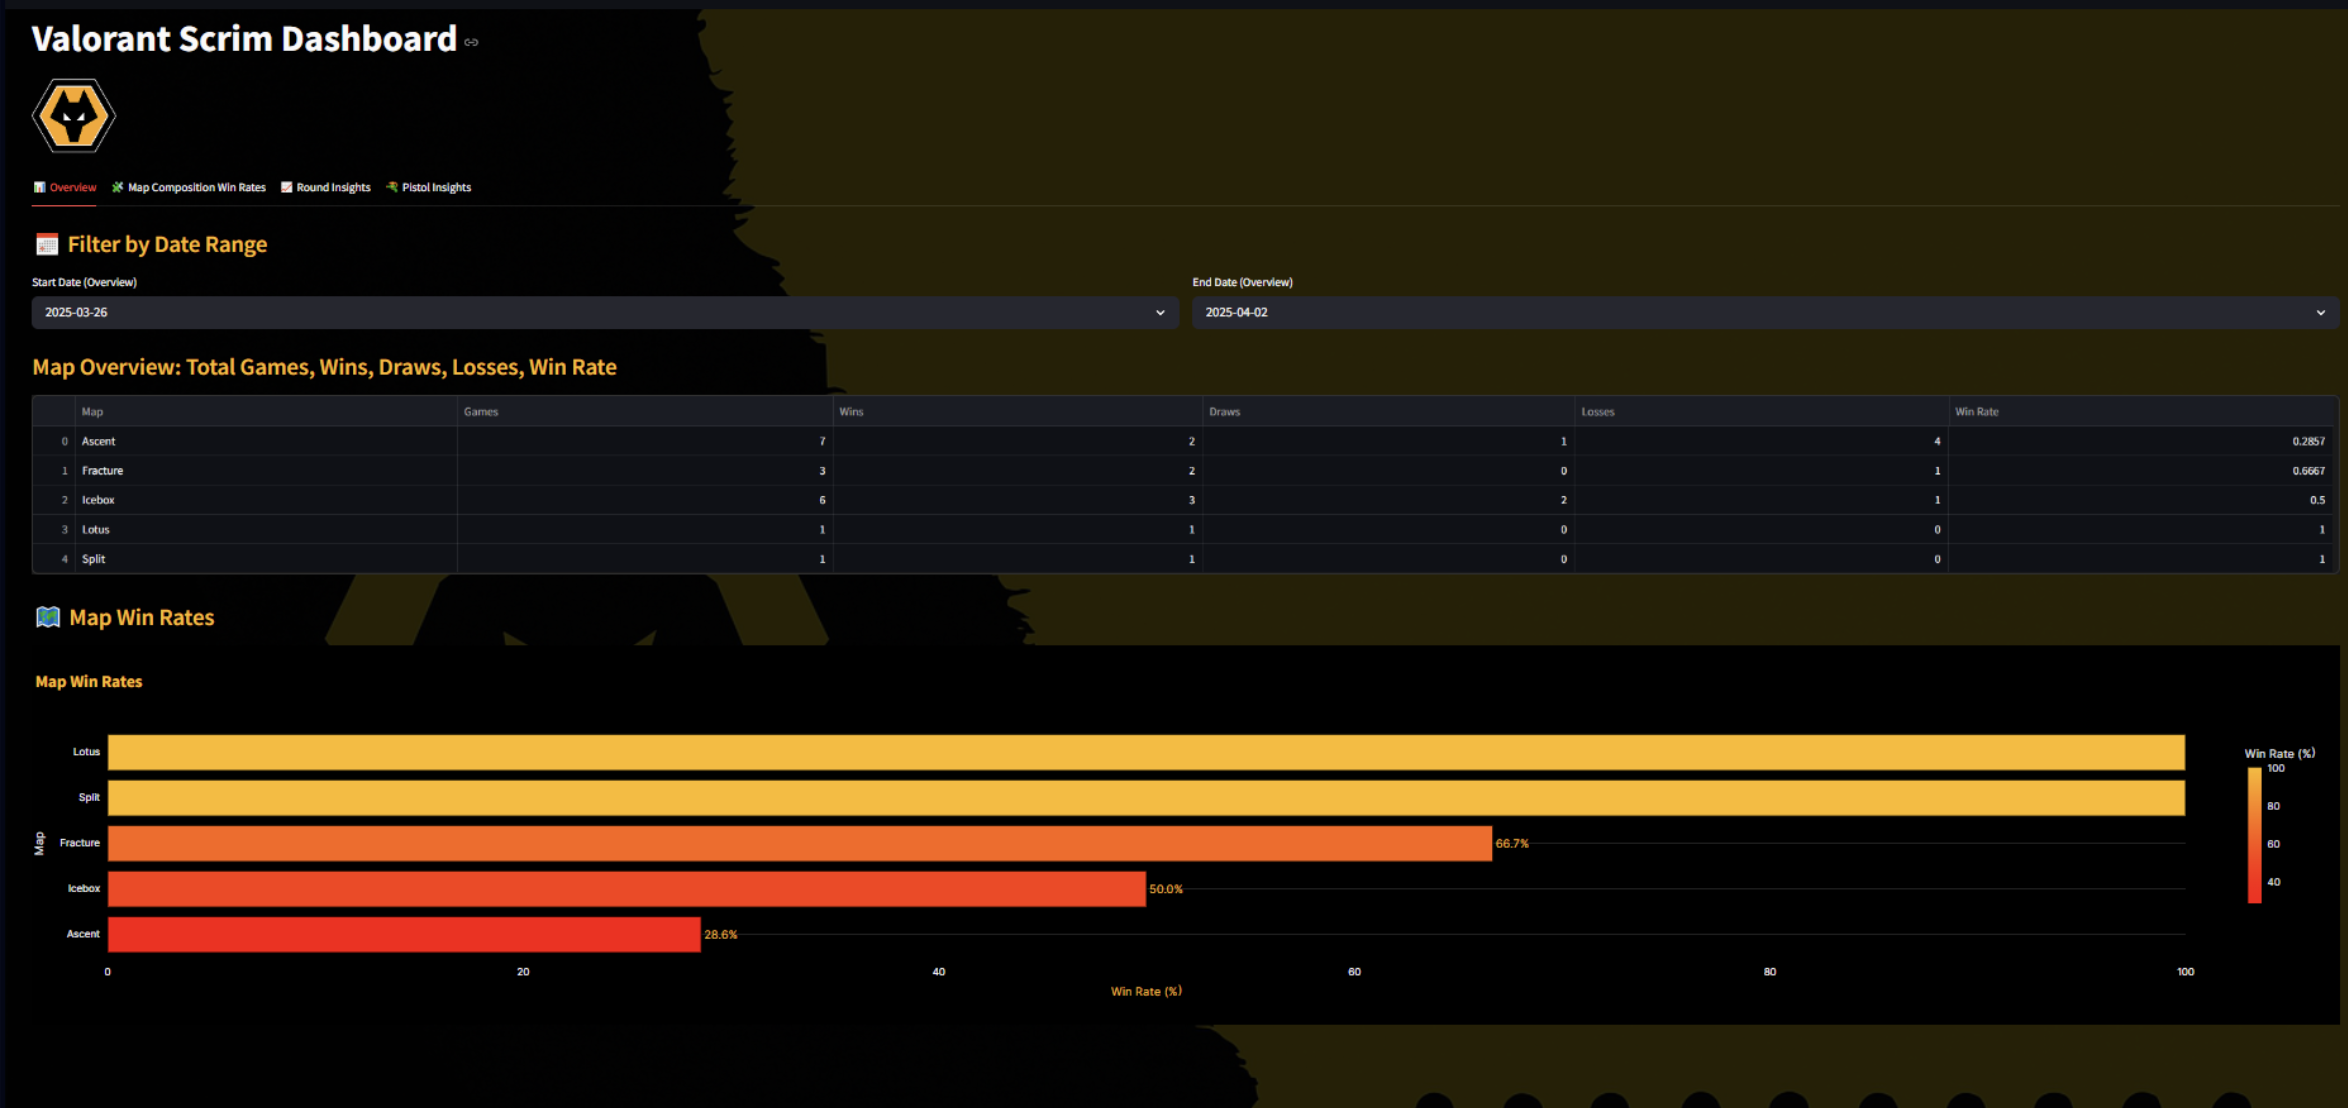 Valorant Scrim Dashboard
Overview Map Composition Win Rates Round Insights Pistol Insights
Filter by Date Range
Start Date (Overview) End Date (Overview)
2025-03-26 2025-04-02
Map Overview: Total Games, Wins, Draws, Losses, Win Rate
Map Games Wins Draws Losses Win Rate
0 Ascent 7 2 1 4 0.2857
1 Fracture 3 2 0 1 0.6667
2 Icebox 6 3 2 1 0.5
3 Lotus 1 1 0 0 1
4 Split 1 1 0 0 1
Map Win Rates
Map Win Rates
Lotus
Split
Fracture 66.7%
Icebox 50.0%
Ascent 28.6%
Map
0 20 40 60 80 100
Win Rate (%)
Win Rate (%)
100
80
60
40